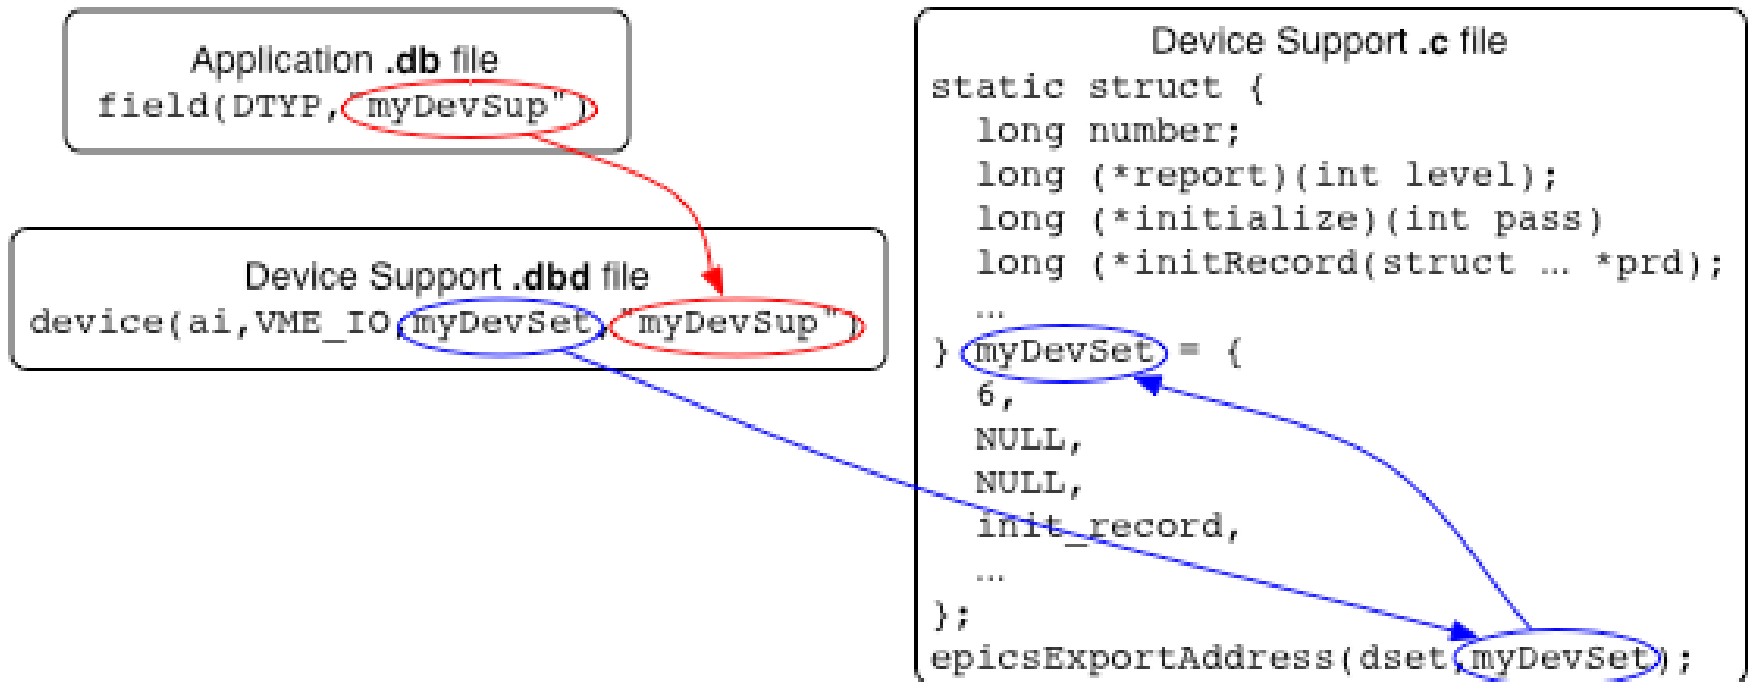 Application .db file
field(DTYP,"myDevSup")
Device Support .dbd file
device(ai,VME_IO,myDevSet,"myDevSup")
Device Support .c file
static struct {
long number;
long (*report)(int level);
long (*initialize)(int pass)
long (*initRecord(struct … *prd);
…
} myDevSet = {
6,
NULL,
NULL,
init_record,
…
};
epicsExportAddress(dset,myDevSet);